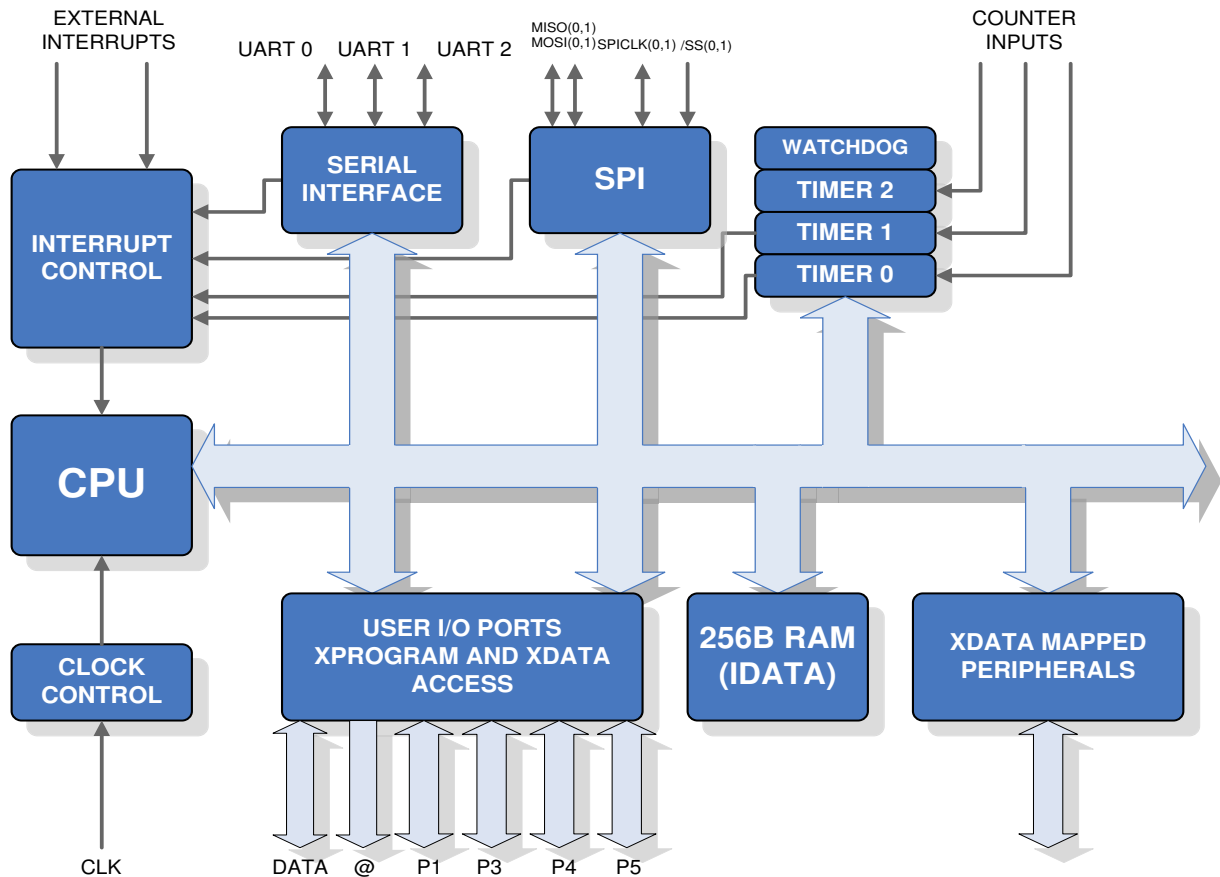 EXTERNAL
INTERRUPTS
UART 0
UART 1
UART 2
MISO(0,1)
MOSI(0,1)
SPICLK(0,1)
/SS(0,1)
COUNTER
INPUTS
SERIAL
INTERFACE
SPI
WATCHDOG
TIMER 2
TIMER 1
TIMER 0
INTERRUPT
CONTROL
CPU
CLOCK
CONTROL
USER I/O PORTS
XPROGRAM AND XDATA
ACCESS
256B RAM
(IDATA)
XDATA MAPPED
PERIPHERALS
CLK
DATA
@
P1
P3
P4
P5